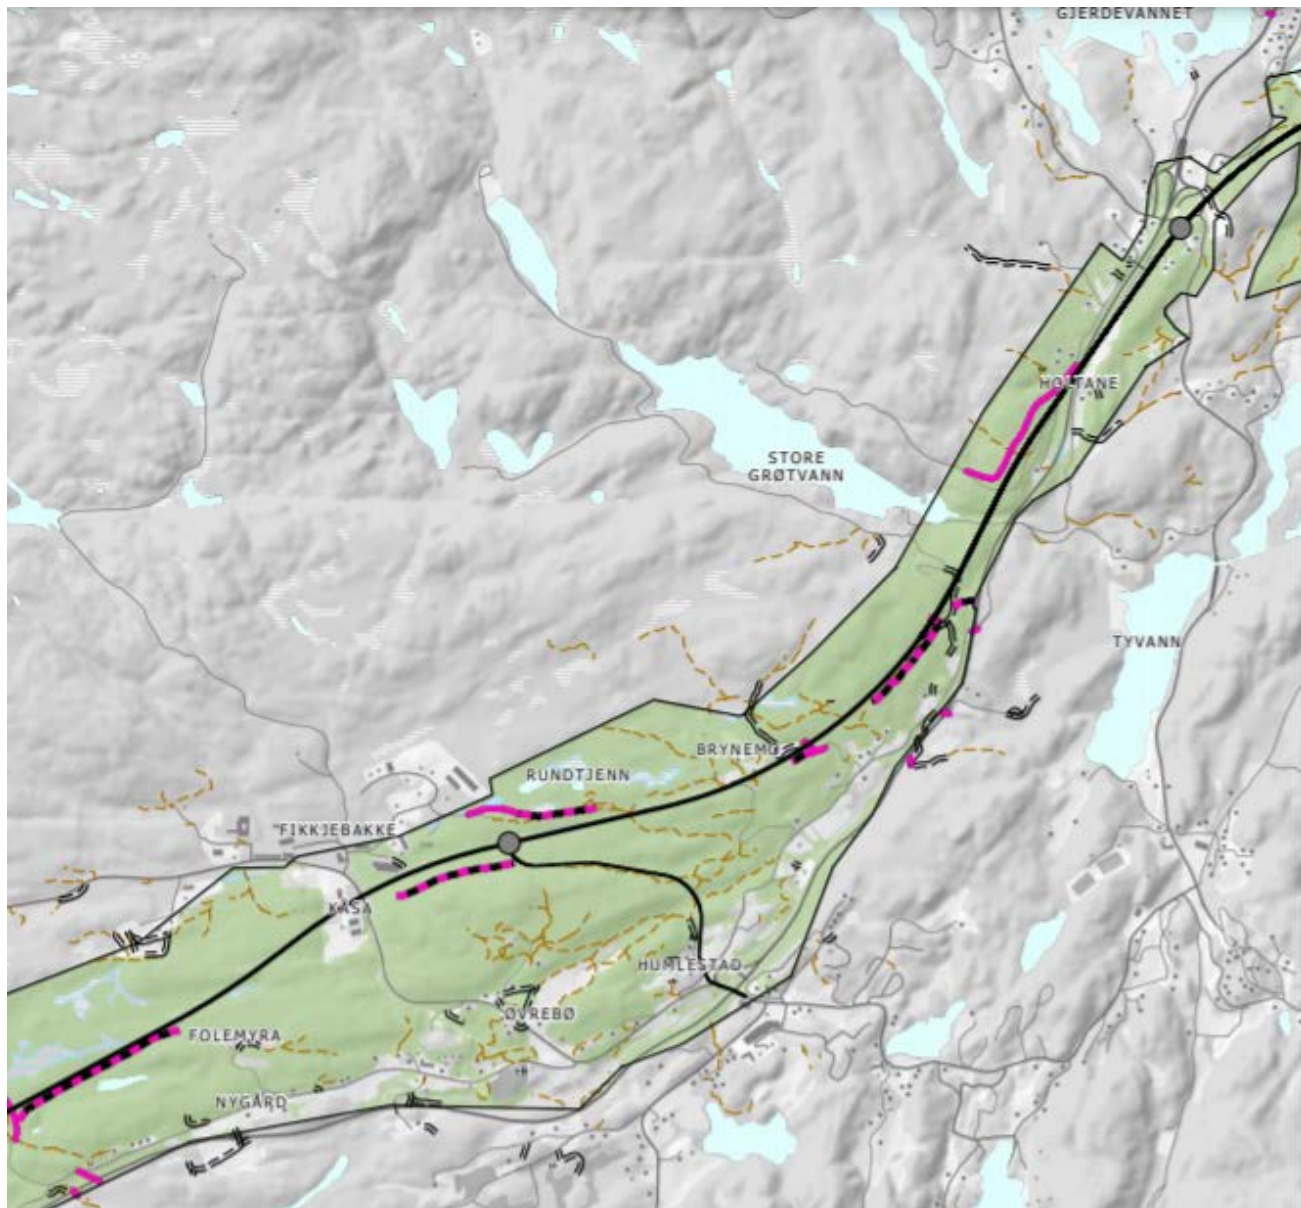 GJERDEVANNET
HOLTANE
STORE
GRØTVANN
TYVANN
BRYNEMO
RUNDTJENN
FIKKJEBAKKE
KÅSA
HUMLESTAD
ØVREBØ
FOLEMYRA
NYGÅRD